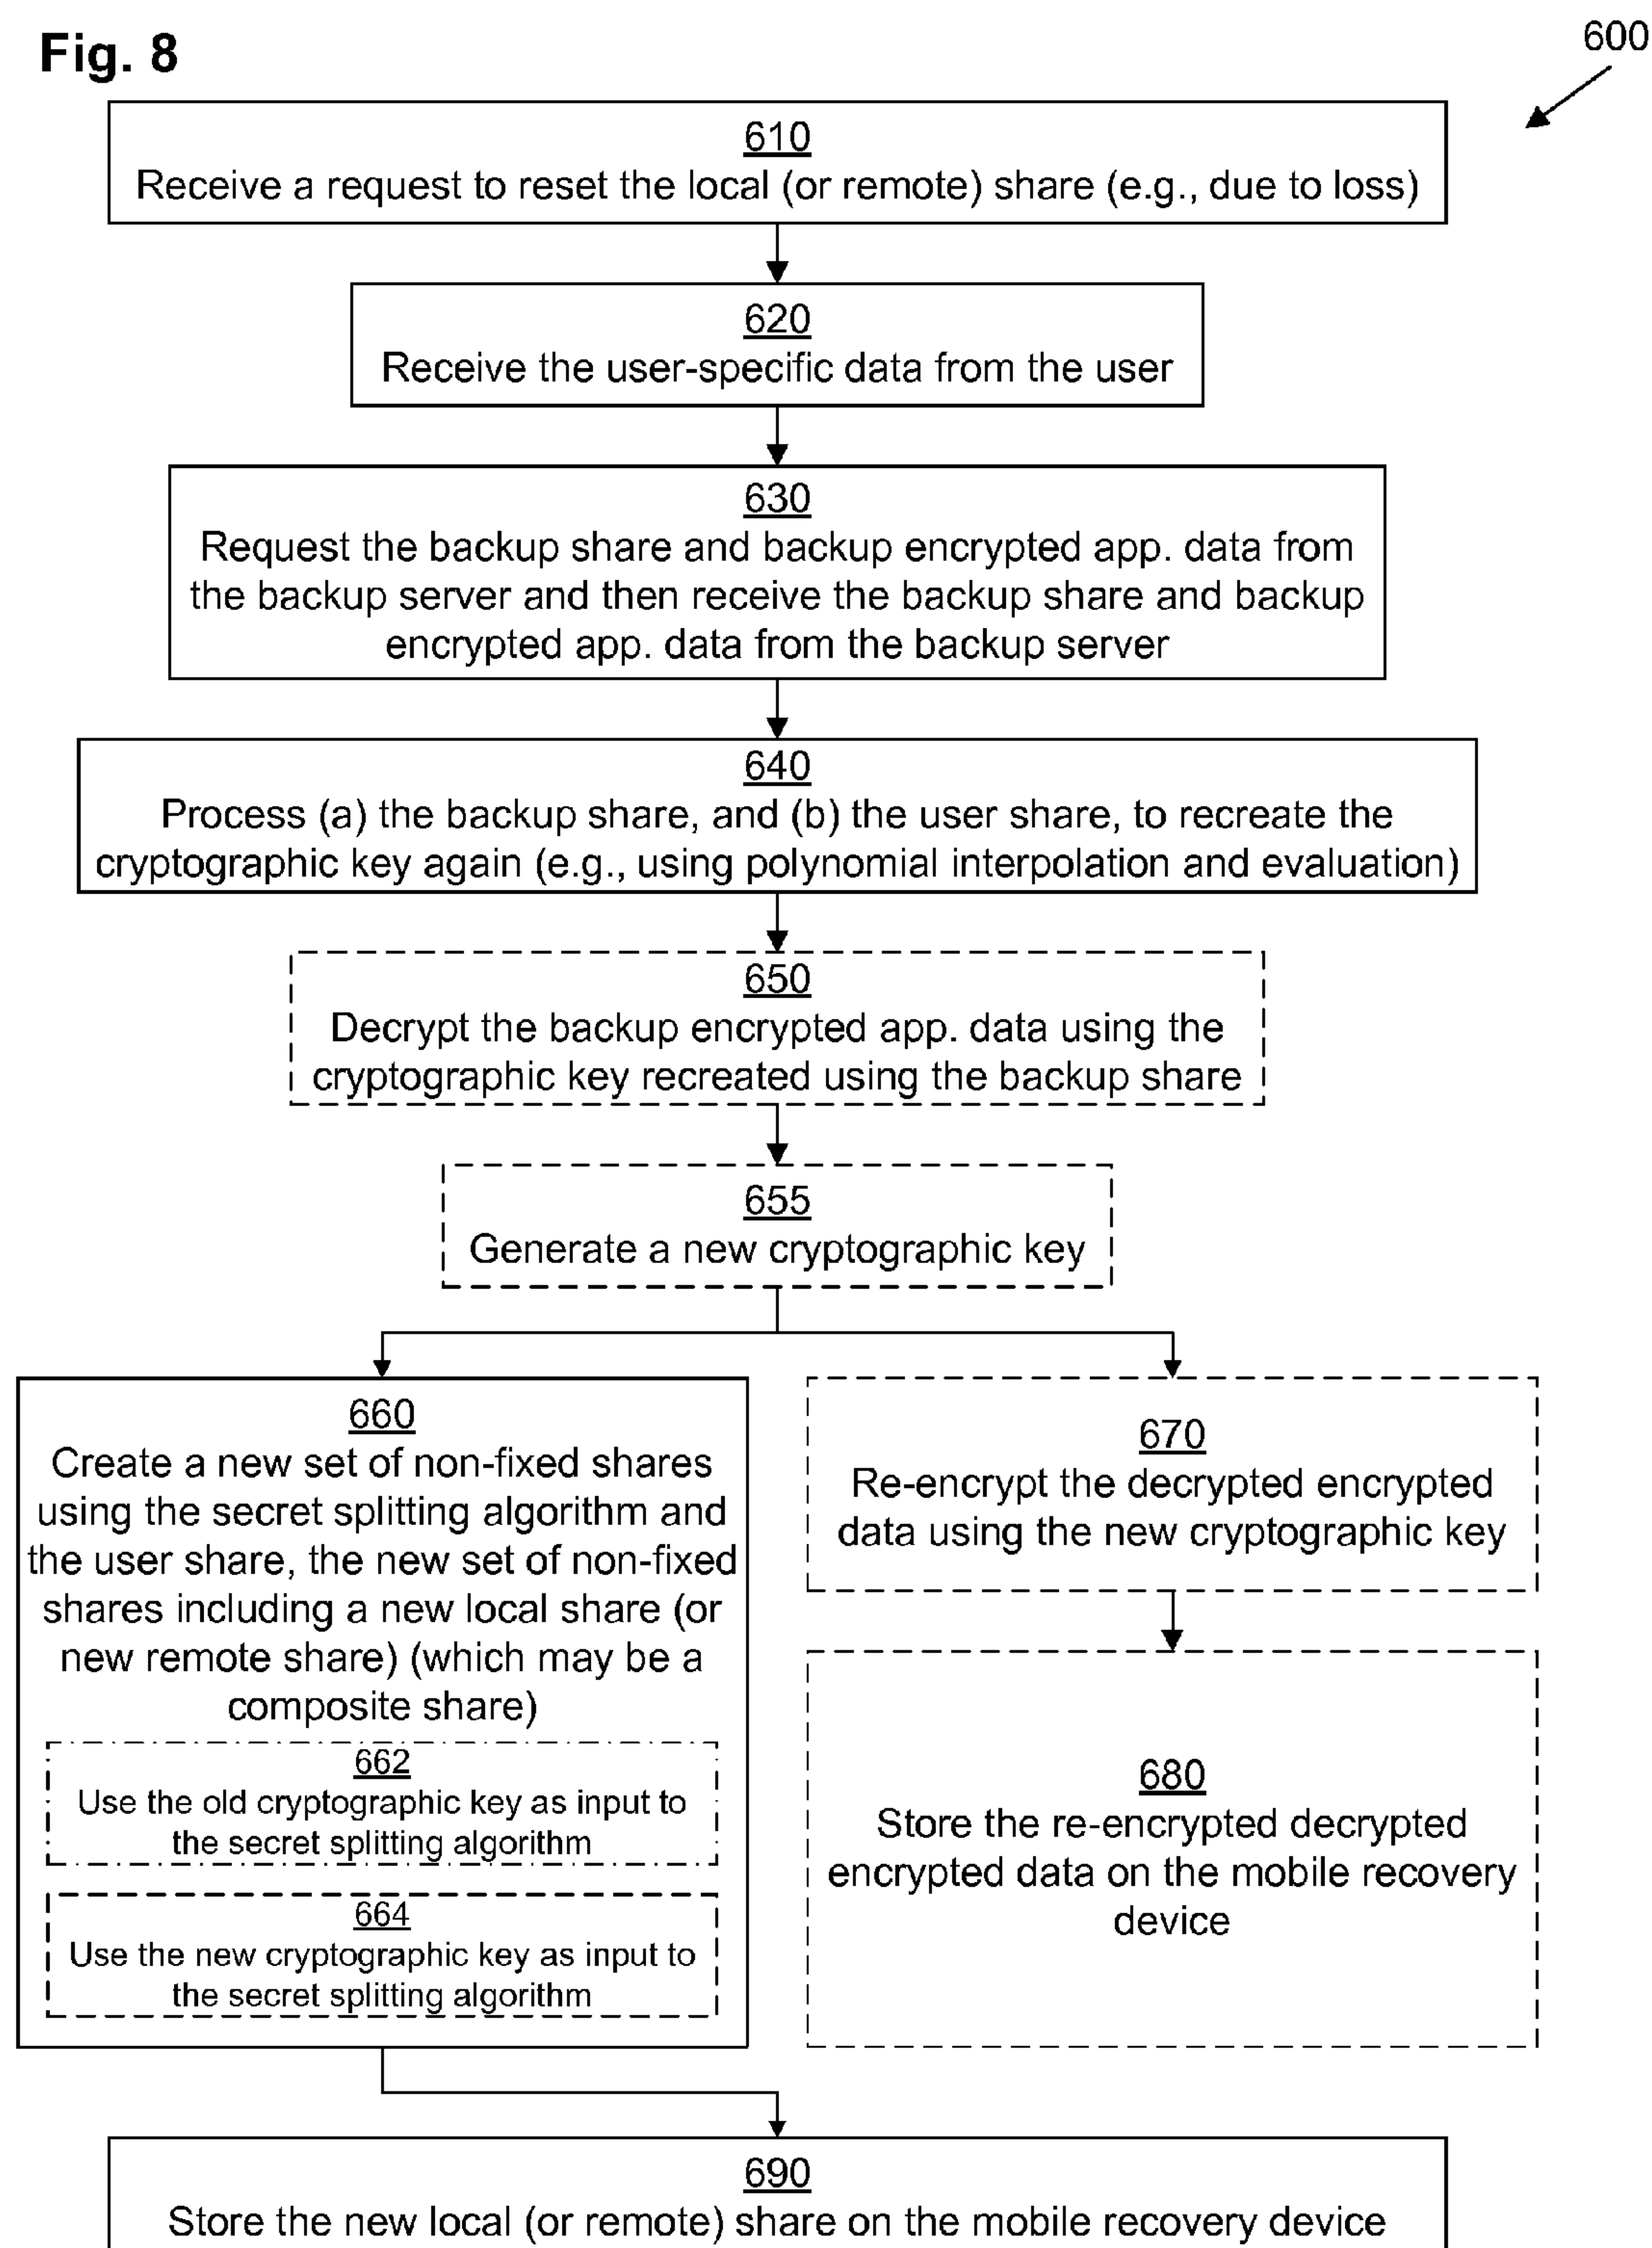 Fig. 8
600
610
Receive a request to reset the local (or remote) share (e.g., due to loss)
620
Receive the user-specific data from the user
630
Request the backup share and backup encrypted app. data from
the backup server and then receive the backup share and backup
encrypted app. data from the backup server
640
Process (a) the backup share, and (b) the user share, to recreate the
cryptographic key again (e.g., using polynomial interpolation and evaluation)
650
Decrypt the backup encrypted app. data using the
cryptographic key recreated using the backup share
655
Generate a new cryptographic key
660
Create a new set of non-fixed shares
using the secret splitting algorithm and
the user share, the new set of non-fixed
shares including a new local share (or
new remote share) (which may be a
composite share)
662
Use the old cryptographic key as input to
the secret splitting algorithm
664
Use the new cryptographic key as input to
the secret splitting algorithm
670
Re-encrypt the decrypted encrypted
data using the new cryptographic key
680
Store the re-encrypted decrypted
encrypted data on the mobile recovery
device
690
Store the new local (or remote) share on the mobile recovery device